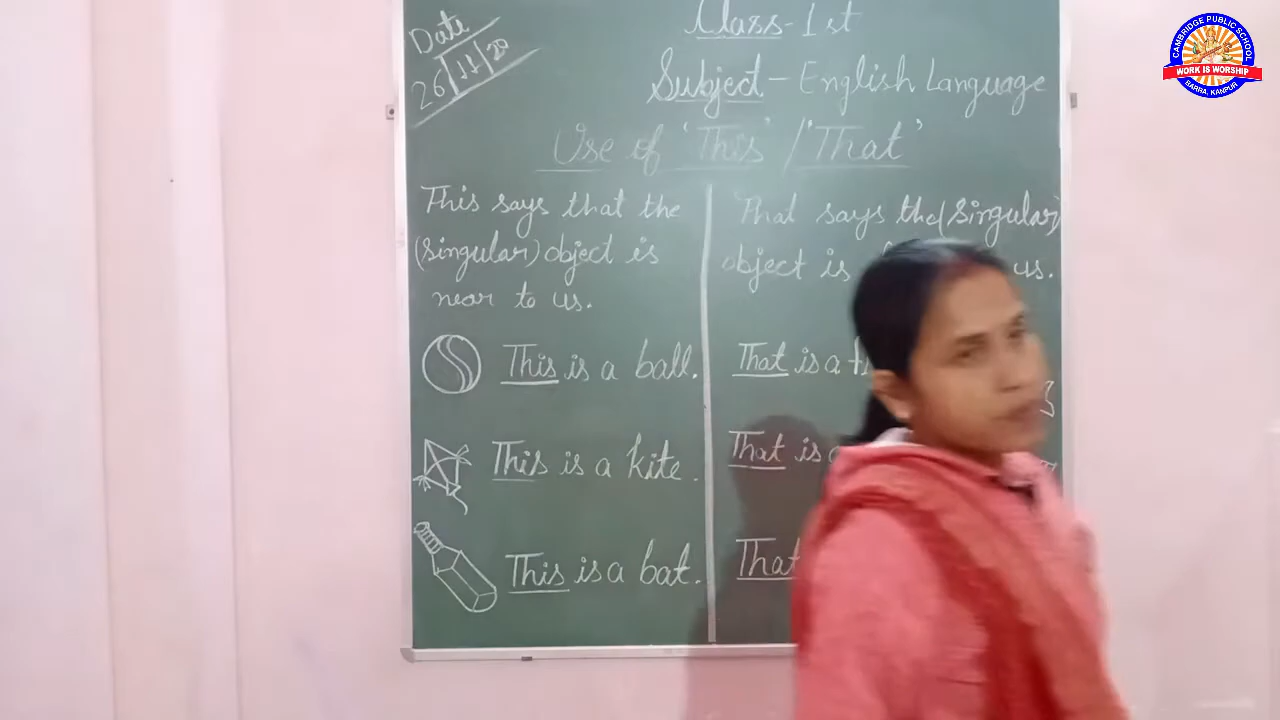 Date
26/11/20
Class-1st
Subject - English Language
Use of 'This' / 'That'
This says that the
(singular) object is
near to us.
This is a ball.
This is a kite.
This is a bat.
That says the (singular)
object is us.
That is a
That is
That
CAMBRIDGE PUBLIC SCHOOL
WORK IS WORSHIP
BARRA, KANPUR